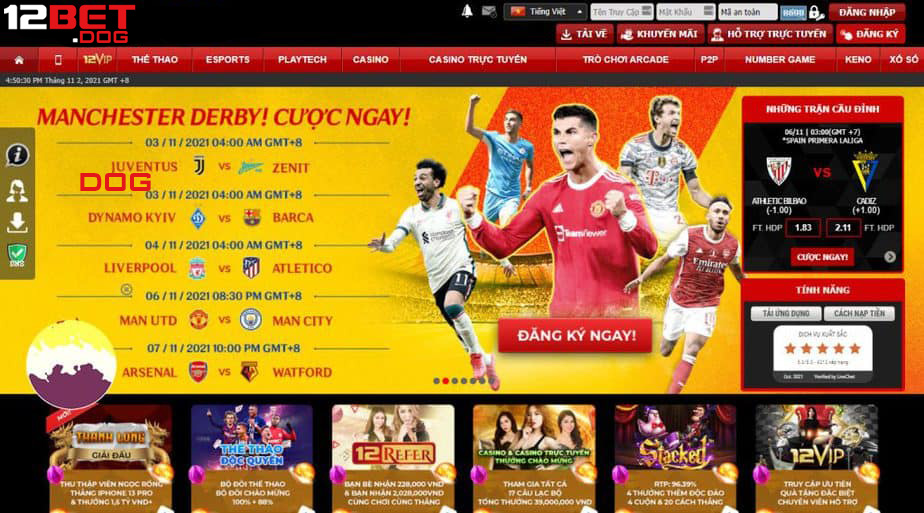 12BET
.DOG
Tiếng Việt
Tên Truy Cập
Mật Khẩu
Mã an toàn
ĐĂNG NHẬP
TẢI VỀ
KHUYẾN MÃI
HỖ TRỢ TRỰC TUYẾN
ĐĂNG KÝ
12VIP
THỂ THAO
ESPORTS
PLAYTECH
CASINO
CASINO TRỰC TUYẾN
TRÒ CHƠI ARCADE
P2P
NUMBER GAME
KENO
XỔ SỐ
4:50:30 PM Tháng 11 2, 2021 GMT +8
MANCHESTER DERBY! CƯỢC NGAY!
03 / 11 / 2021 04:00 AM GMT+8
JUVENTUS VS ZENIT
DOG
03 / 11 / 2021 04:00 AM GMT+8
DYNAMO KYIV VS BARCA
04 / 11 / 2021 04:00 AM GMT+8
LIVERPOOL VS ATLETICO
06 / 11 / 2021 08:30 PM GMT+8
MAN UTD VS MAN CITY
07 / 11 / 2021 10:00 PM GMT+8
ARSENAL VS WATFORD
TeamViewer
ĐĂNG KÝ NGAY!
SMS
NHỮNG TRẬN CẦU ĐỈNH
06/11 | 03:00(GMT +7)
*SPAIN PRIMERA LALIGA
VS
ATHLETIC BILBAO
(-1.00)
CADIZ
(+1.00)
FT. HDP 1.83 2.11 FT. HDP
CƯỢC NGAY!
TÍNH NĂNG
TẢI ỨNG DỤNG
CÁCH NẠP TIỀN
DỊCH VỤ XUẤT SẮC
Oct. 2021 Verified by LiveChat
MỚI
THANH LONG
GIẢI ĐẤU
THU THẬP VIÊN NGỌC RỒNG
THẮNG IPHONE 13 PRO
& THƯỞNG 1,5 TỶ VND+
THỂ THAO
ĐỘC QUYỀN
BỘ ĐÔI THỂ THAO
BỘ ĐÔI CHÀO MỪNG
100% + 88%
12 REFER
BẠN BÈ NHẬN 228,000 VND
& BẠN NHẬN 2,028,000VND
CÙNG CHƠI CÙNG THẮNG
CASINO & CASINO TRỰC TUYẾN
THƯỞNG CHÀO MỪNG
THAM GIA TẤT CẢ
17 CÂU LẠC BỘ
TỔNG THƯỞNG 39,000,000 VND
Stacked
RTP: 96.39%
4 THƯỞNG THÊM ĐỘC ĐÁO
4 CUỘN & 20 CÁCH THẮNG
12VIP
TRUY CẬP ƯU TIÊN
QUÀ TẶNG ĐẶC BIỆT
CHUYÊN VIÊN HỖ TRỢ